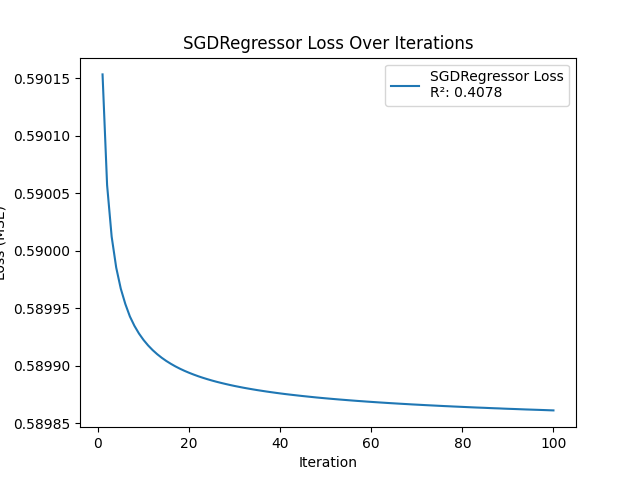 SGDRegressor Loss Over Iterations
SGDRegressor Loss
R²: 0.4078
0.59015
0.59010
0.59005
0.59000
0.58995
0.58990
0.58985
Loss (MSE)
0 20 40 60 80 100
Iteration